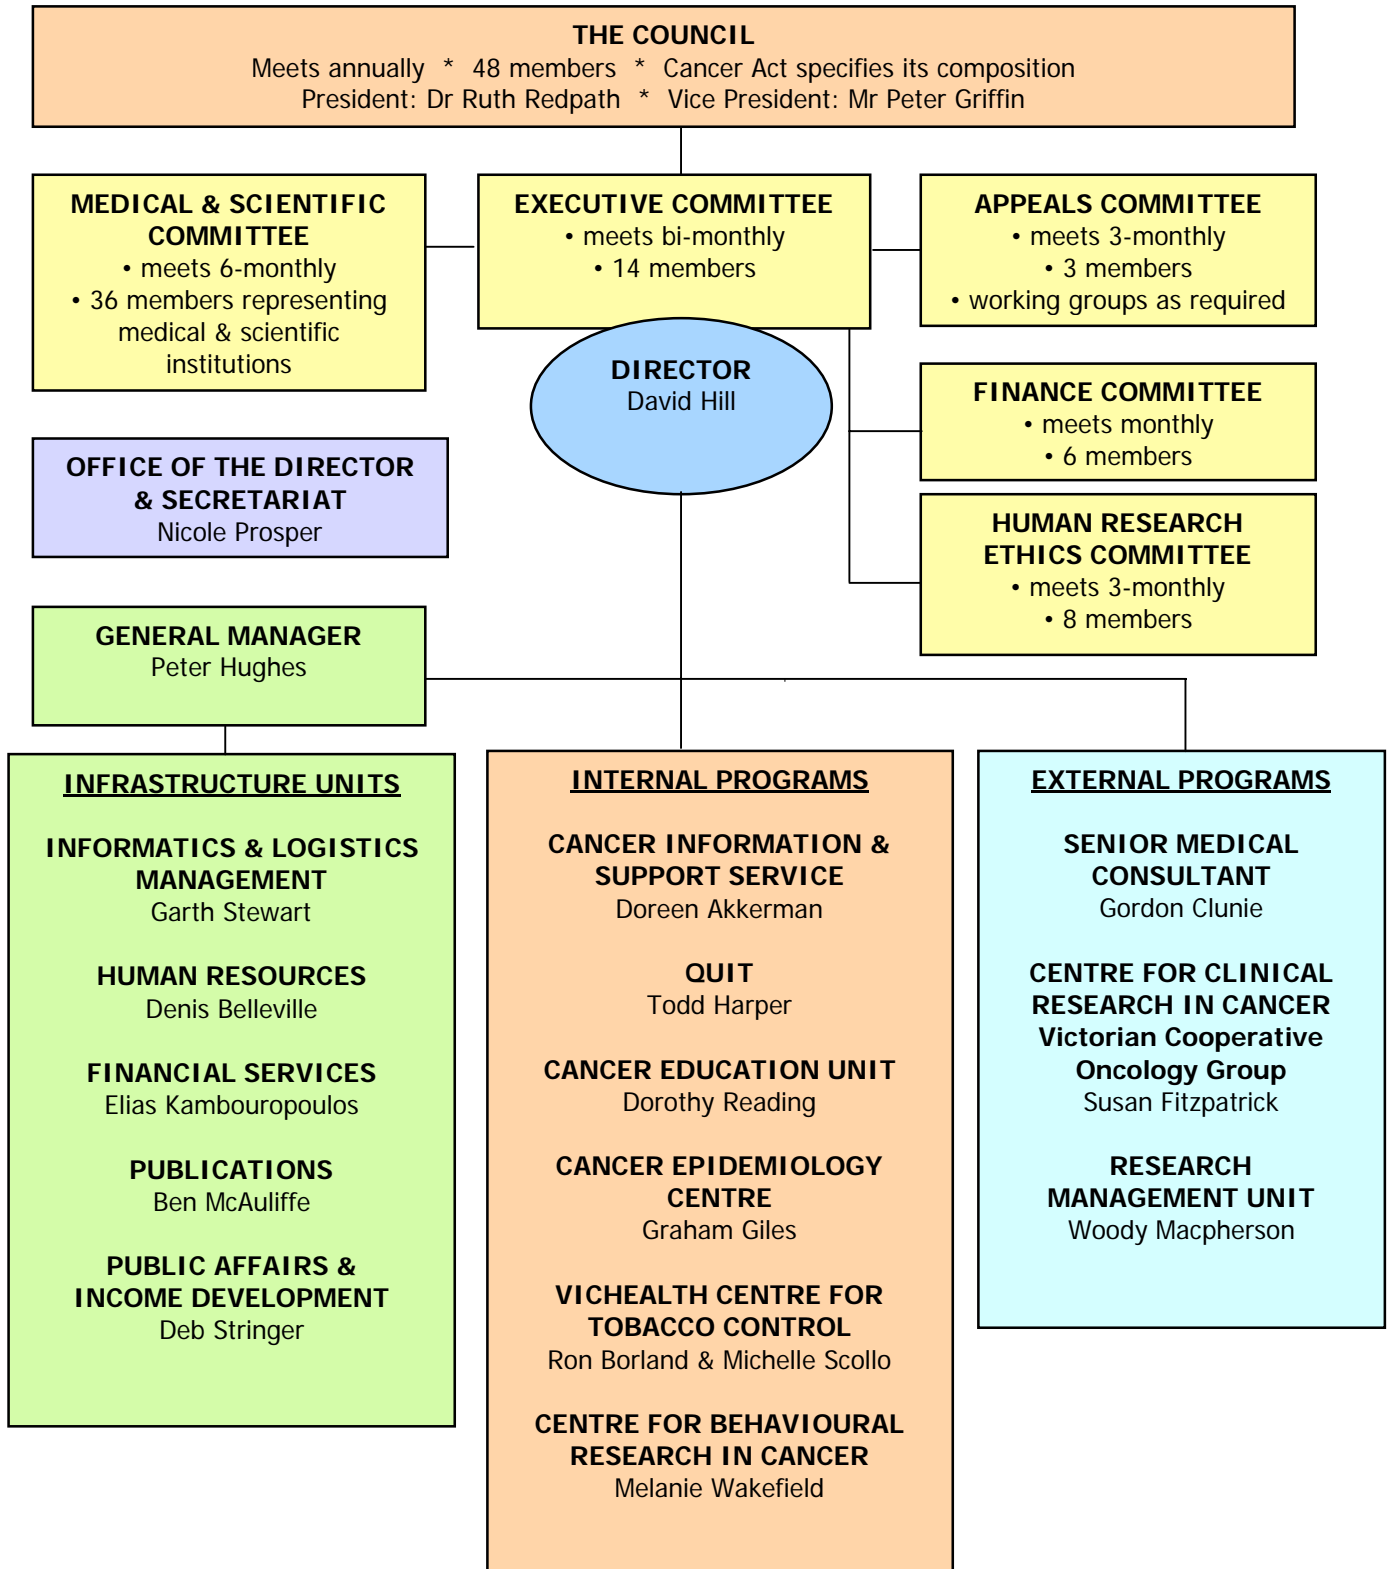 THE COUNCIL
Meets annually * 48 members * Cancer Act specifies its composition
President: Dr Ruth Redpath * Vice President: Mr Peter Griffin
MEDICAL & SCIENTIFIC
COMMITTEE
• meets 6-monthly
• 36 members representing
medical & scientific
institutions
EXECUTIVE COMMITTEE
• meets bi-monthly
• 14 members
APPEALS COMMITTEE
• meets 3-monthly
• 3 members
• working groups as required
DIRECTOR
David Hill
FINANCE COMMITTEE
• meets monthly
• 6 members
OFFICE OF THE DIRECTOR
& SECRETARIAT
Nicole Prosper
HUMAN RESEARCH
ETHICS COMMITTEE
• meets 3-monthly
• 8 members
GENERAL MANAGER
Peter Hughes
INFRASTRUCTURE UNITS
INFORMATICS & LOGISTICS
MANAGEMENT
Garth Stewart
HUMAN RESOURCES
Denis Belleville
FINANCIAL SERVICES
Elias Kambouropoulos
PUBLICATIONS
Ben McAuliffe
PUBLIC AFFAIRS &
INCOME DEVELOPMENT
Deb Stringer
INTERNAL PROGRAMS
CANCER INFORMATION &
SUPPORT SERVICE
Doreen Akkerman
QUIT
Todd Harper
CANCER EDUCATION UNIT
Dorothy Reading
CANCER EPIDEMIOLOGY
CENTRE
Graham Giles
VICHEALTH CENTRE FOR
TOBACCO CONTROL
Ron Borland & Michelle Scollo
CENTRE FOR BEHAVIOURAL
RESEARCH IN CANCER
Melanie Wakefield
EXTERNAL PROGRAMS
SENIOR MEDICAL
CONSULTANT
Gordon Clunie
CENTRE FOR CLINICAL
RESEARCH IN CANCER
Victorian Cooperative
Oncology Group
Susan Fitzpatrick
RESEARCH
MANAGEMENT UNIT
Woody Macpherson